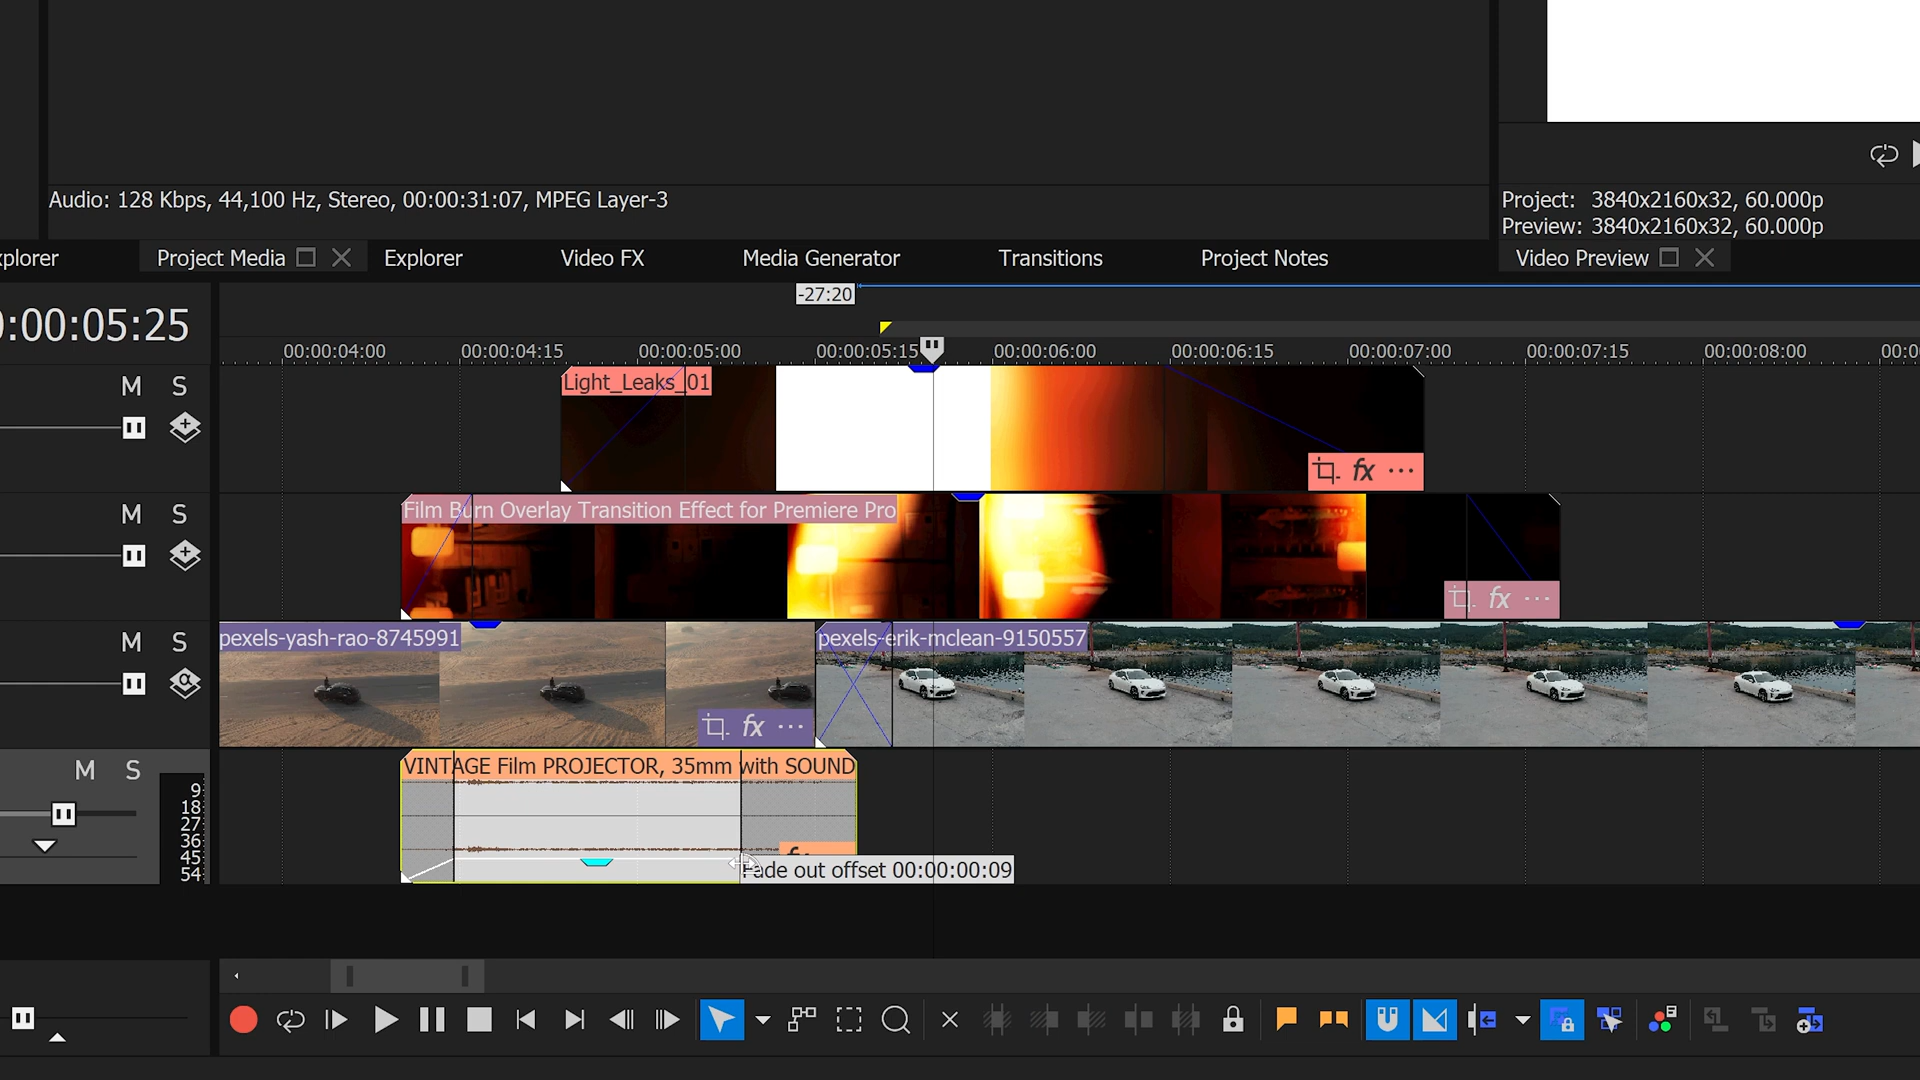 Audio: 128 Kbps, 44,100 Hz, Stereo, 00:00:31:07, MPEG Layer-3
Project: 3840x2160x32, 60.000p
Preview: 3840x2160x32, 60.000p
xplorer
Project Media
Explorer
Video FX
Media Generator
Transitions
Project Notes
Video Preview
-27:20
0:00:05:25
00:00:04:00
00:00:04:15
00:00:05:00
00:00:05:15
00:00:06:00
00:00:06:15
00:00:07:00
00:00:07:15
00:00:08:00
00:0
M S
Light_Leaks_01
fx
M S
Film Burn Overlay Transition Effect for Premiere Pro
fx
M S
pexels-yash-rao-8745991
pexels-erik-mclean-9150557
fx
M S
VINTAGE Film PROJECTOR, 35mm with SOUND
9
18
27
36
45
54
Fade out offset 00:00:00:09